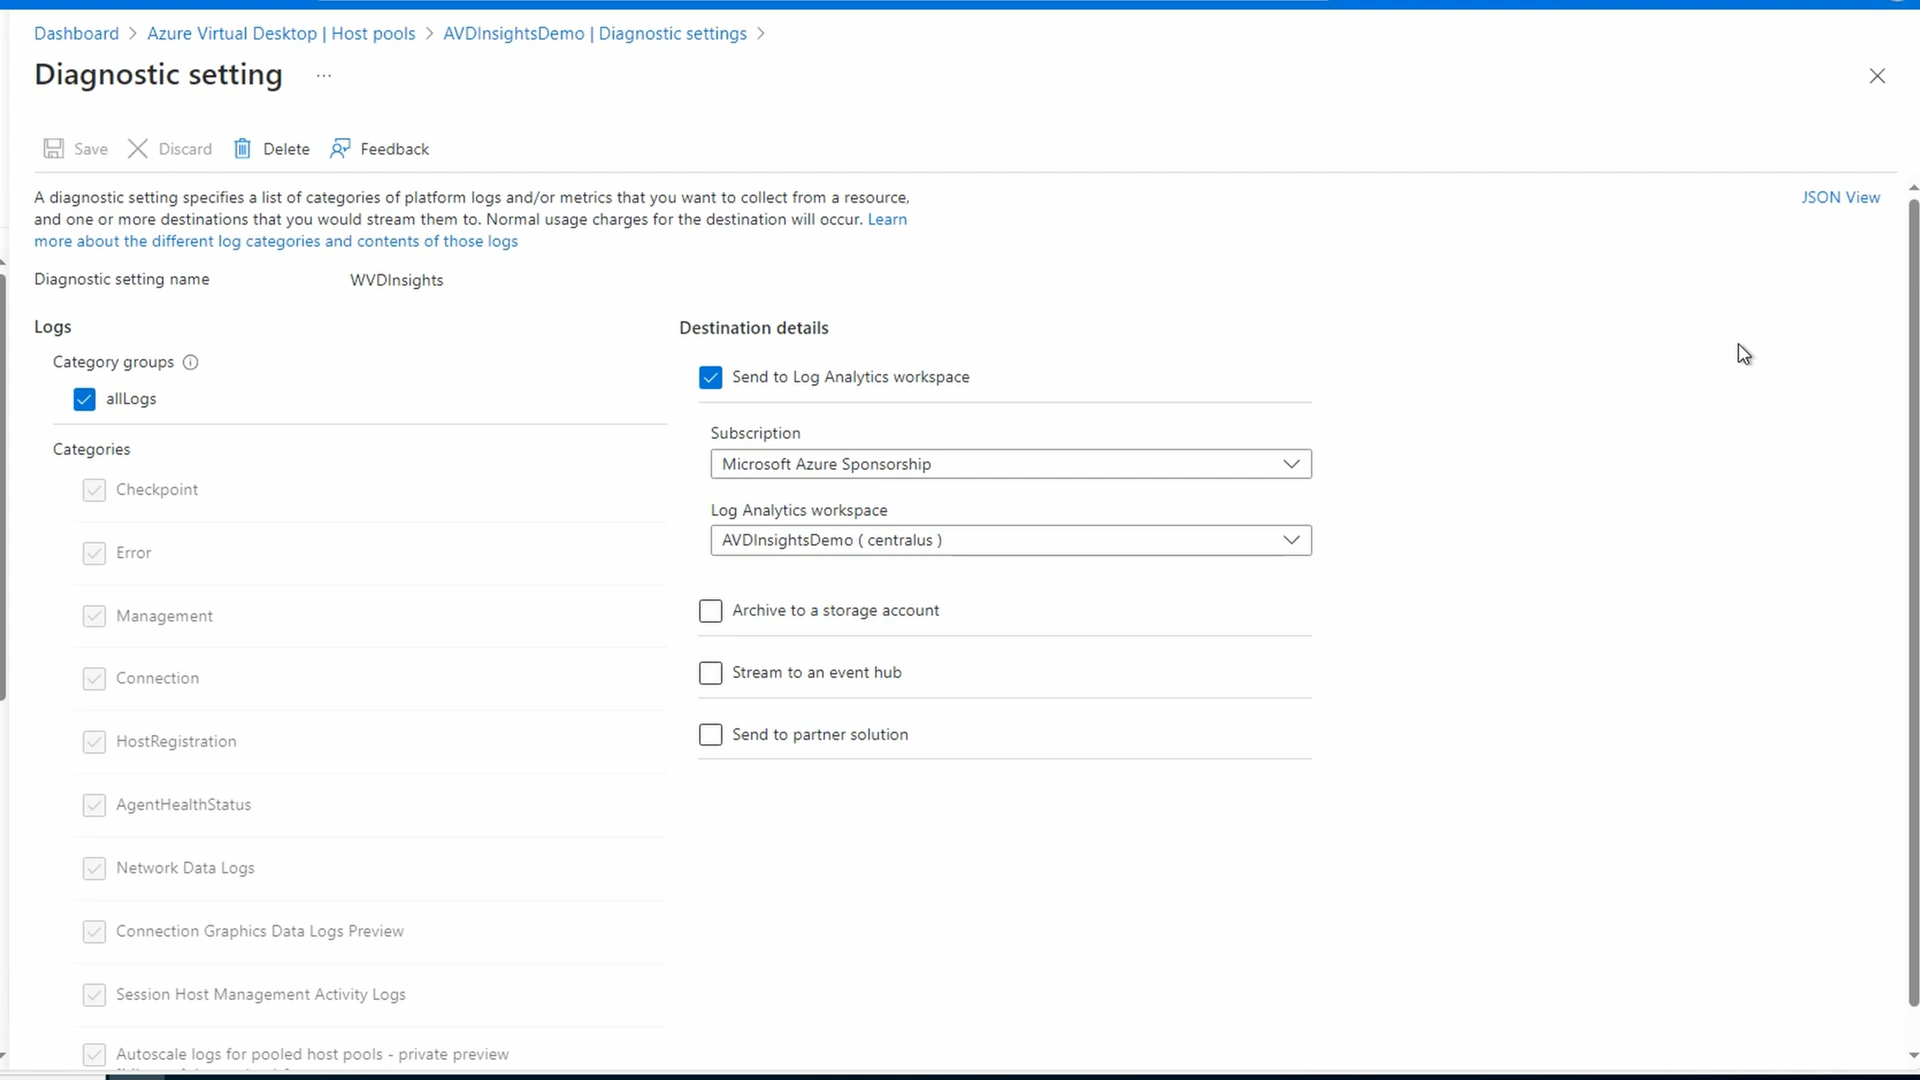 Dashboard > Azure Virtual Desktop | Host pools > AVDInsightsDemo | Diagnostic settings >
Diagnostic setting ...
Save Discard Delete Feedback
A diagnostic setting specifies a list of categories of platform logs and/or metrics that you want to collect from a resource,
and one or more destinations that you would stream them to. Normal usage charges for the destination will occur. Learn
more about the different log categories and contents of those logs
JSON View
Diagnostic setting name WVDInsights
Logs
Category groups
allLogs
Categories
Checkpoint
Error
Management
Connection
HostRegistration
AgentHealthStatus
Network Data Logs
Connection Graphics Data Logs Preview
Session Host Management Activity Logs
Autoscale logs for pooled host pools - private preview
Destination details
Send to Log Analytics workspace
Subscription
Microsoft Azure Sponsorship
Log Analytics workspace
AVDInsightsDemo ( centralus )
Archive to a storage account
Stream to an event hub
Send to partner solution